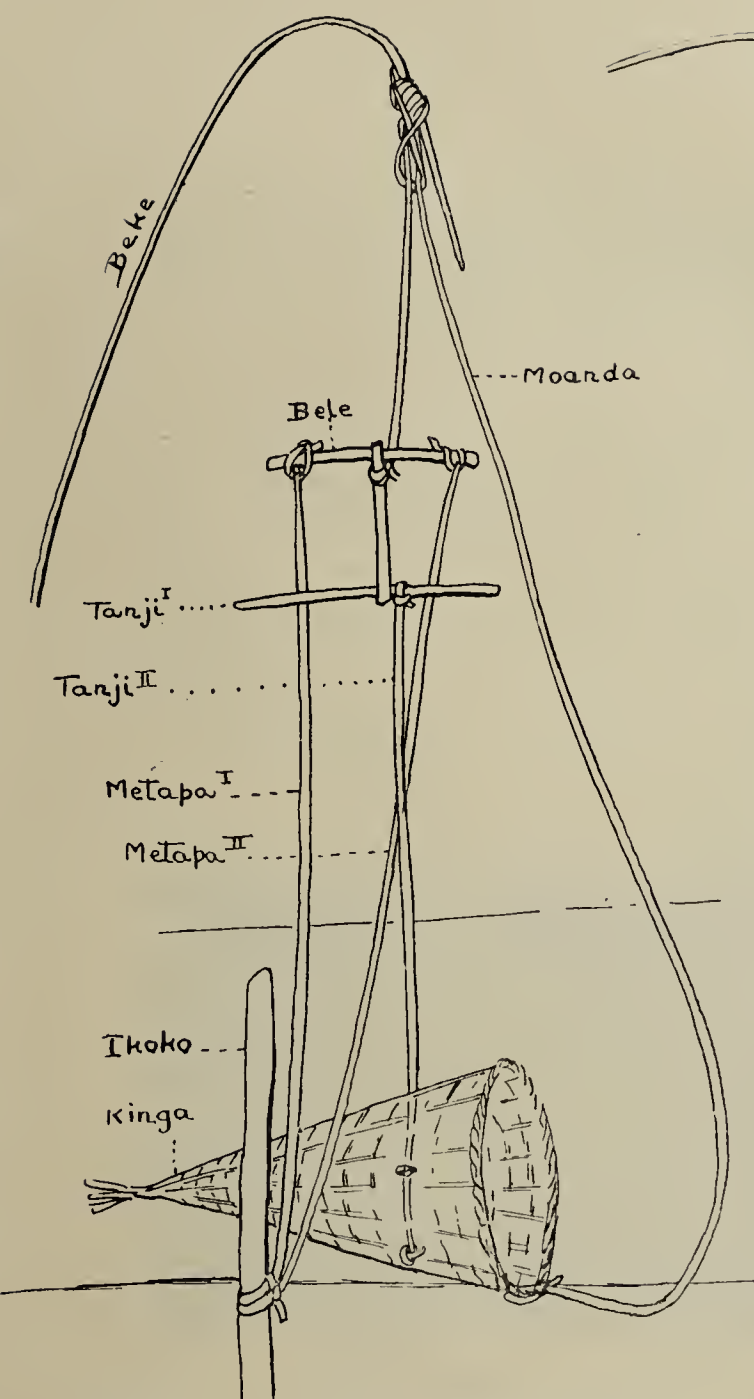 Beke
Moanda
Bele
Tanji I
Tanji II
Metapa I
Metapa II
Ikoko
Kinga